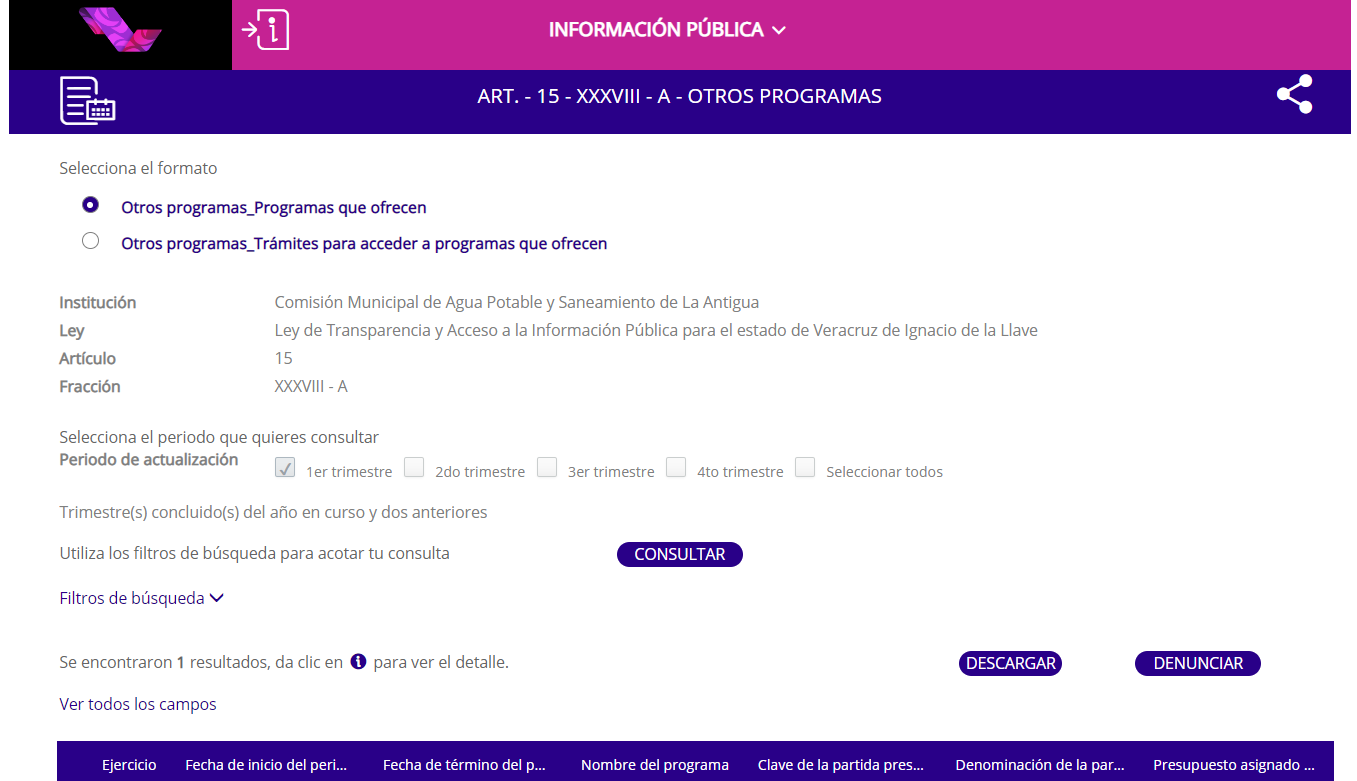 INFORMACIÓN PÚBLICA
ART. - 15 - XXXVIII - A - OTROS PROGRAMAS
Selecciona el formato
Otros programas_Programas que ofrecen
Otros programas_Trámites para acceder a programas que ofrecen
Institución Comisión Municipal de Agua Potable y Saneamiento de La Antigua
Ley Ley de Transparencia y Acceso a la Información Pública para el estado de Veracruz de Ignacio de la Llave
Artículo 15
Fracción XXXVIII - A
Selecciona el periodo que quieres consultar
Periodo de actualización 1er trimestre 2do trimestre 3er trimestre 4to trimestre Seleccionar todos
Trimestre(s) concluido(s) del año en curso y dos anteriores
Utiliza los filtros de búsqueda para acotar tu consulta CONSULTAR
Filtros de búsqueda
Se encontraron 1 resultados, da clic en i para ver el detalle. DESCARGAR DENUNCIAR
Ver todos los campos
Ejercicio Fecha de inicio del peri... Fecha de término del p... Nombre del programa Clave de la partida pres... Denominación de la par... Presupuesto asignado ...